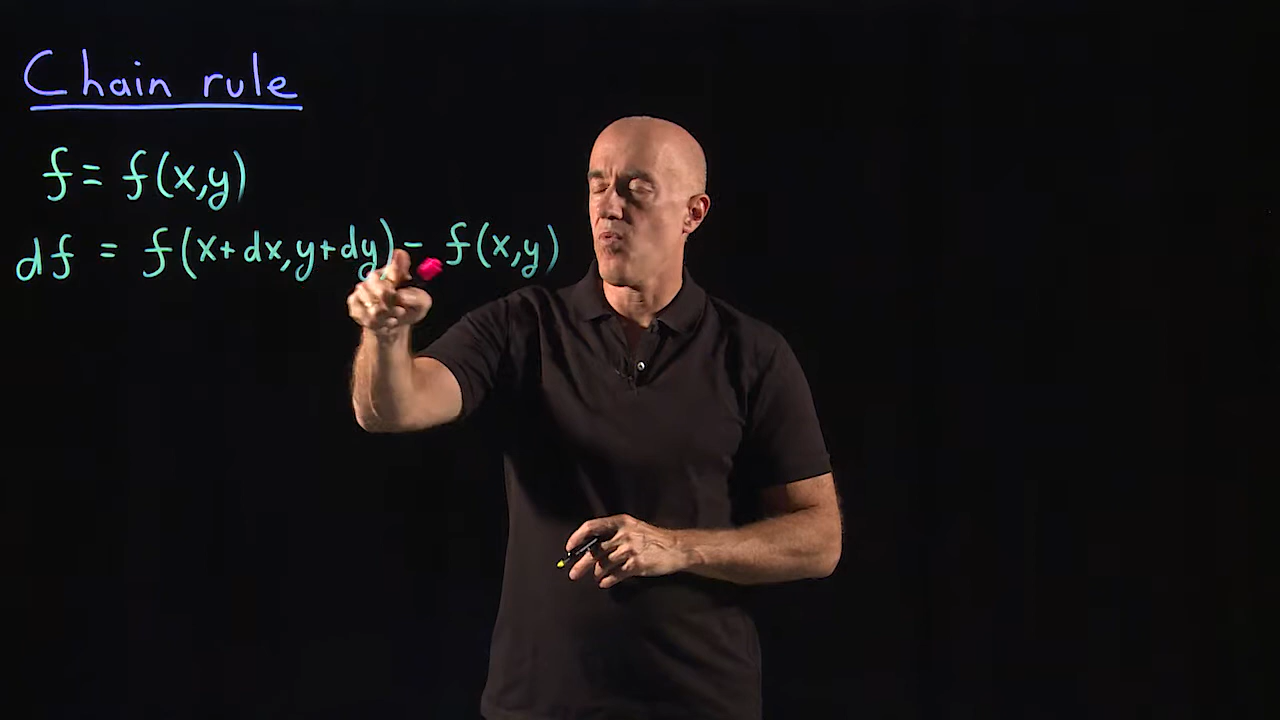 Chain rule
f = f(x,y)
df = f(x+dx,y+dy) - f(x,y)